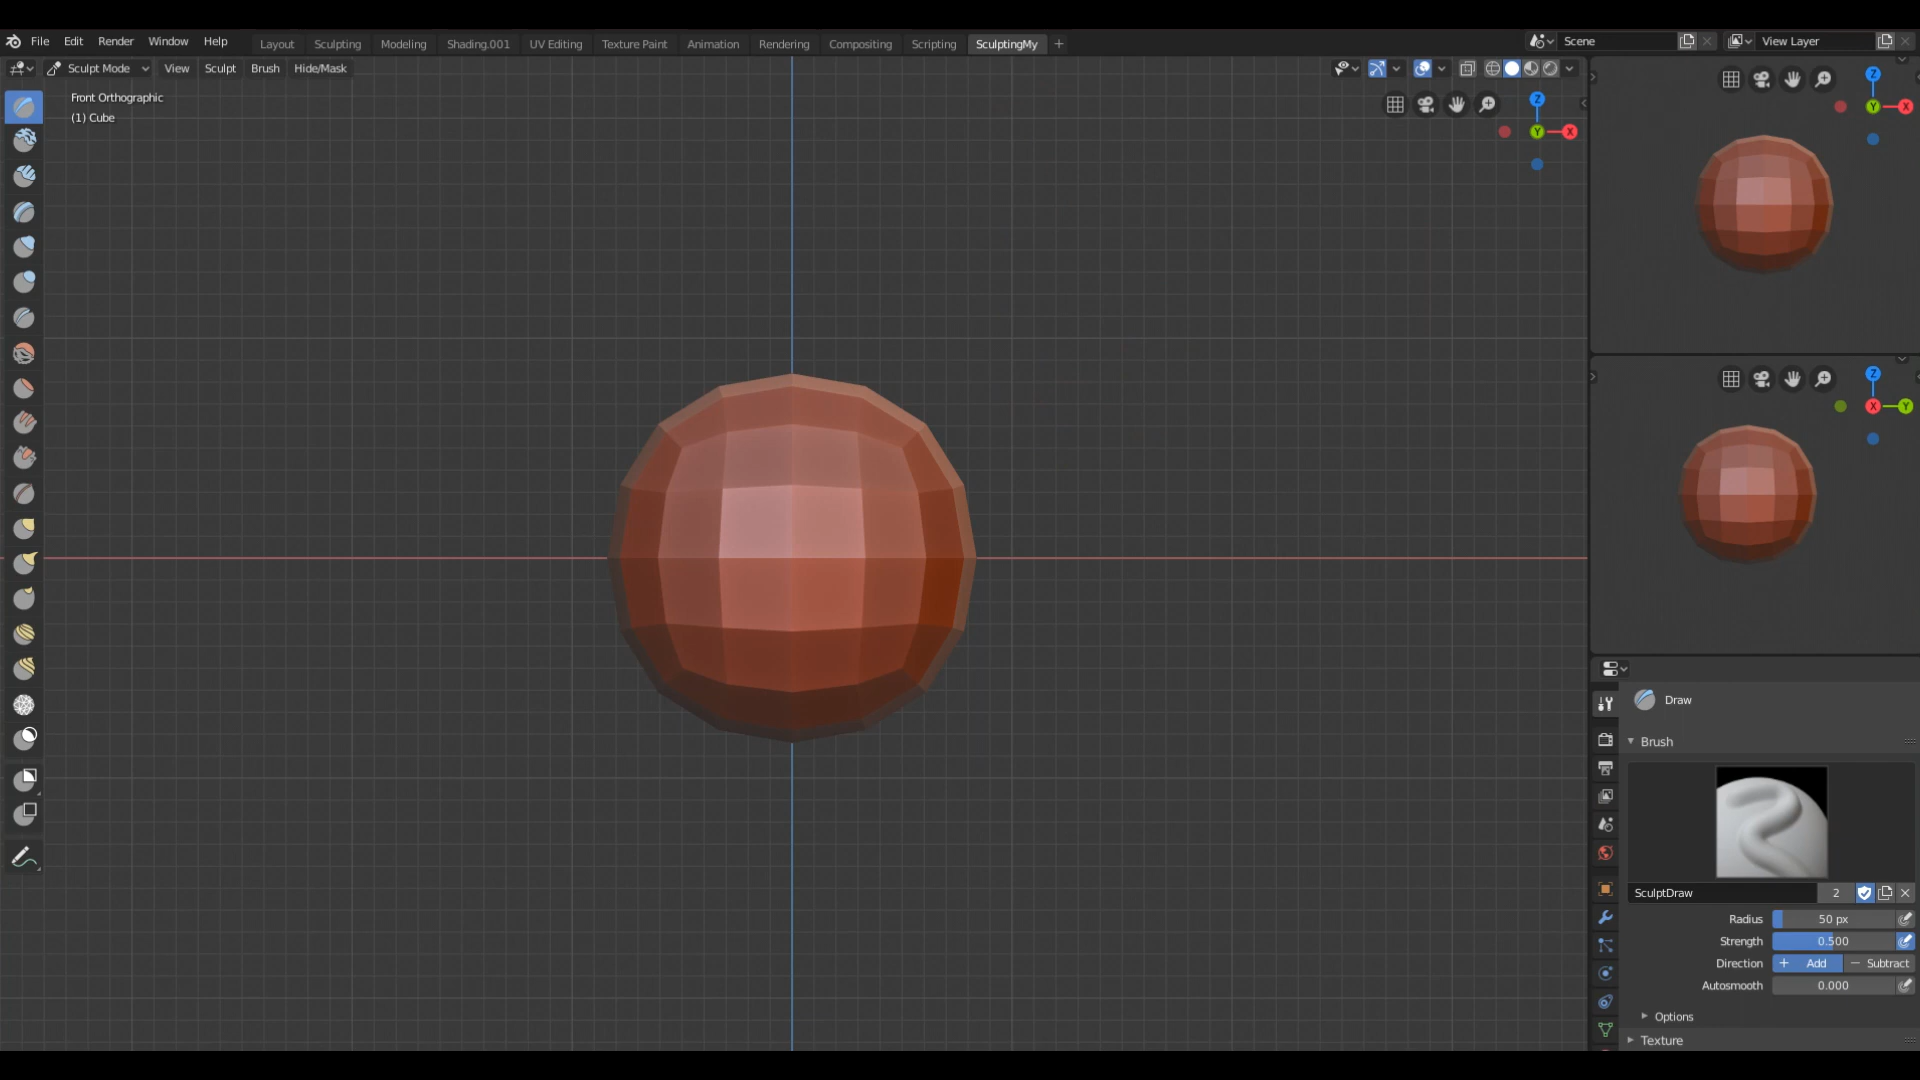 File Edit Render Window Help
Layout Sculpting Modeling Shading.001 UV Editing Texture Paint Animation Rendering Compositing Scripting SculptingMy +
Scene
View Layer
Sculpt Mode View Sculpt Brush Hide/Mask
Front Orthographic
(1) Cube
Z
Y
X
Z
Y
X
Z
X
Y
Draw
Brush
SculptDraw 2
Radius 50 px
Strength 0.500
Direction + Add − Subtract
Autosmooth 0.000
Options
Texture